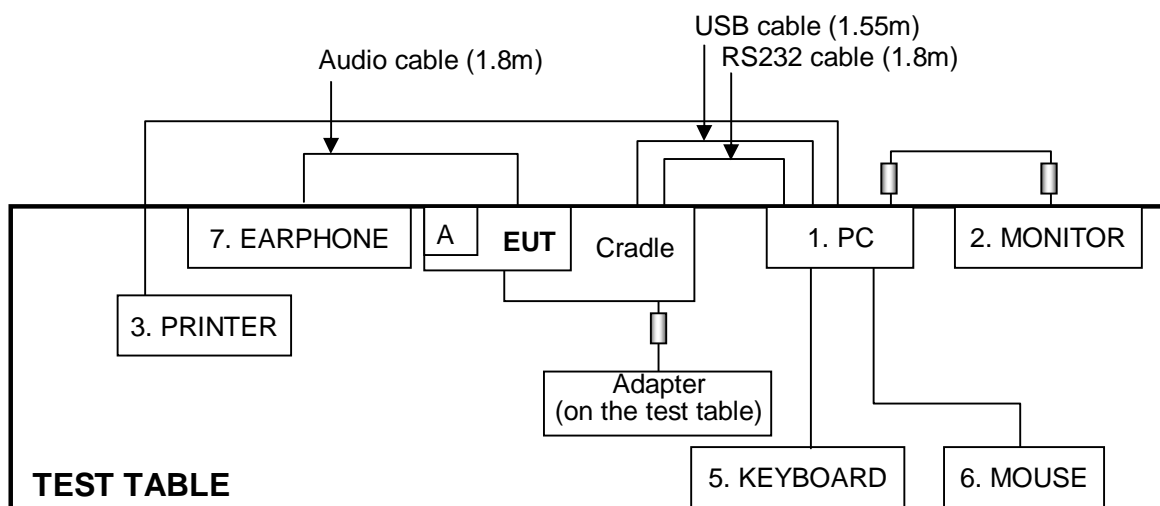 USB cable (1.55m)
Audio cable (1.8m)
RS232 cable (1.8m)
7. EARPHONE
A
EUT
Cradle
1. PC
2. MONITOR
3. PRINTER
Adapter
(on the test table)
5. KEYBOARD
6. MOUSE
TEST TABLE